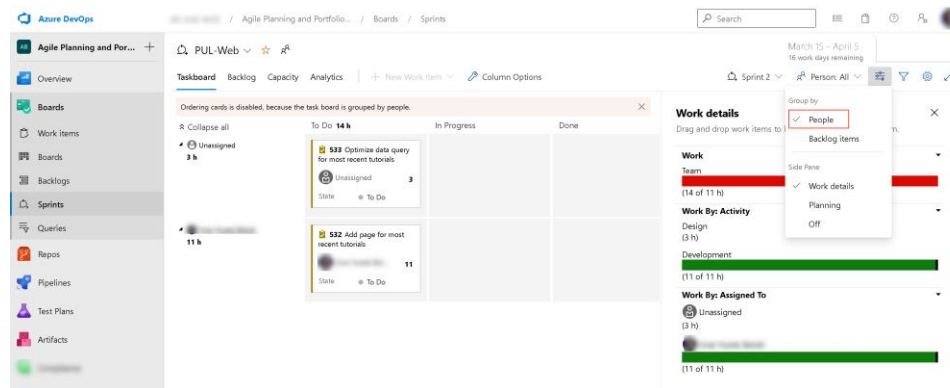 Azure DevOps
/ Agile Planning and Portfolio... / Boards / Sprints
Search
AB Agile Planning and Por... +
Overview
Boards
Work items
Boards
Backlogs
Sprints
Queries
Repos
Pipelines
Test Plans
Artifacts
PUL-Web
March 15 - April 5
16 work days remaining
Taskboard Backlog Capacity Analytics + New Work Item Column Options
Sprint 2 Person: All
Ordering cards is disabled, because the task board is grouped by people.
Collapse all To Do 14 h In Progress Done
Unassigned
3 h
533 Optimize data query
for most recent tutorials
Unassigned 3
State To Do
11 h
532 Add page for most
recent tutorials
11
State To Do
Work details
Drag and drop work items to
m.
Work
Team
(14 of 11 h)
Work By: Activity
Design
(3 h)
Development
(11 of 11 h)
Work By: Assigned To
Unassigned
(3 h)
(11 of 11 h)
Group by
People
Backlog items
Side Pane
Work details
Planning
Off